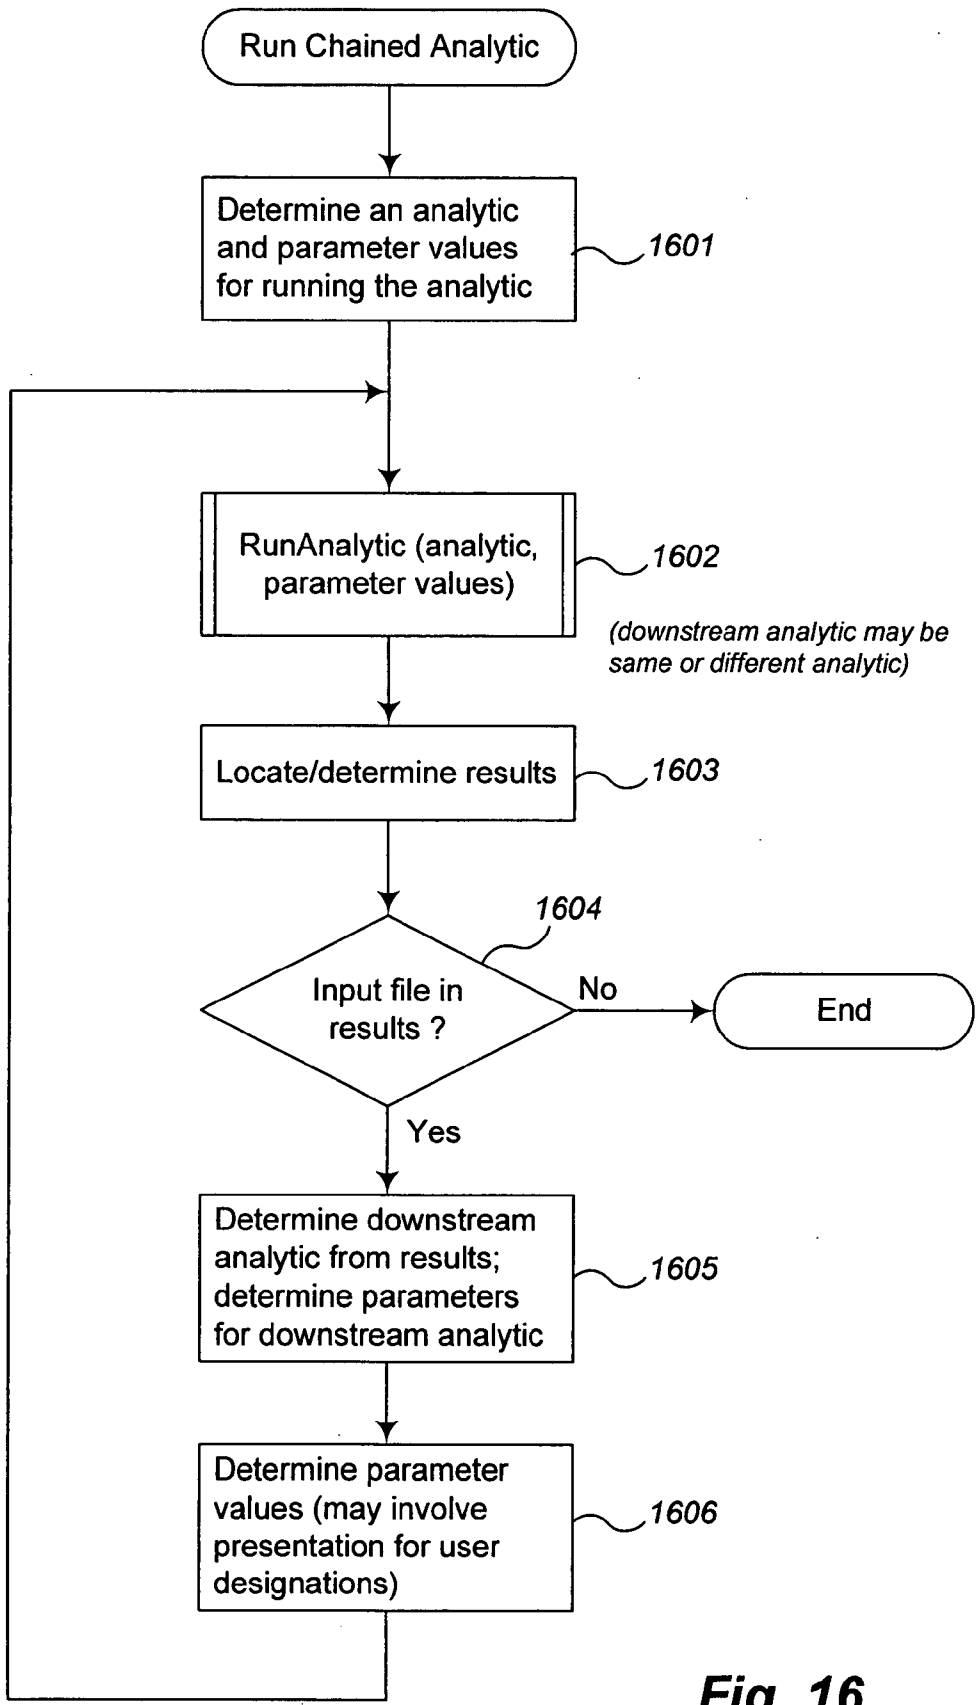 Run Chained Analytic
Determine an analytic
and parameter values
for running the analytic
1601
RunAnalytic (analytic,
parameter values)
1602
(downstream analytic may be
same or different analytic)
Locate/determine results
1603
1604
Input file in
results ?
No
End
Yes
Determine downstream
analytic from results;
determine parameters
for downstream analytic
1605
Determine parameter
values (may involve
presentation for user
designations)
1606
Fig. 16